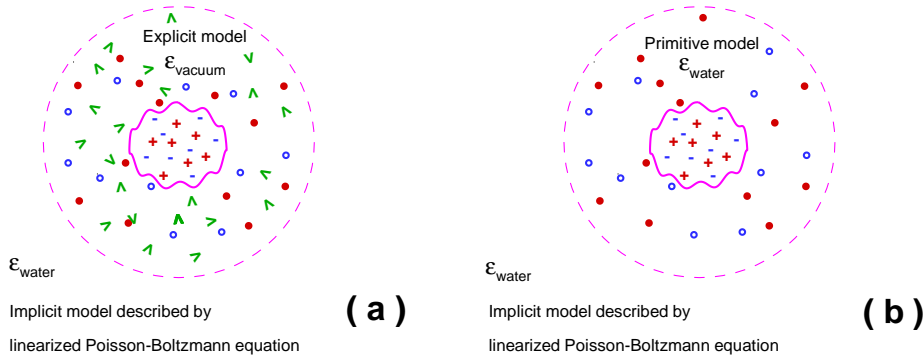 Explicit model
εvacuum
εwater
Implicit model described by
linearized Poisson-Boltzmann equation
( a )
Primitive model
εwater
εwater
Implicit model described by
linearized Poisson-Boltzmann equation
( b )